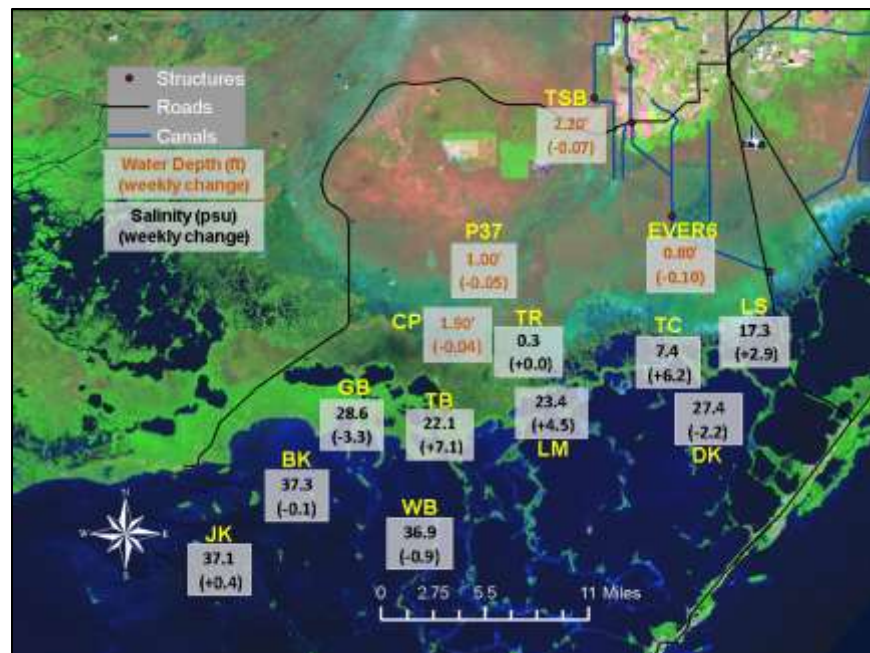 Structures
Roads
Canals
Water Depth (ft)
(weekly change)
Salinity (psu)
(weekly change)
TSB
2.20'
(-0.07)
P37
1.00'
(-0.05)
EVER6
(-0.10)
CP
1.90'
(-0.04)
TR
0.3
(+0.0)
TC
7.4
(+6.2)
LS
17.3
(+2.9)
GB
28.6
(-3.3)
TB
22.1
(+7.1)
23.4
(+4.5)
LM
27.4
(-2.2)
DK
BK
37.3
(-0.1)
WB
36.9
(-0.9)
JK
37.1
(+0.4)
N
W E
S
0 2.75 5.5 11 Miles